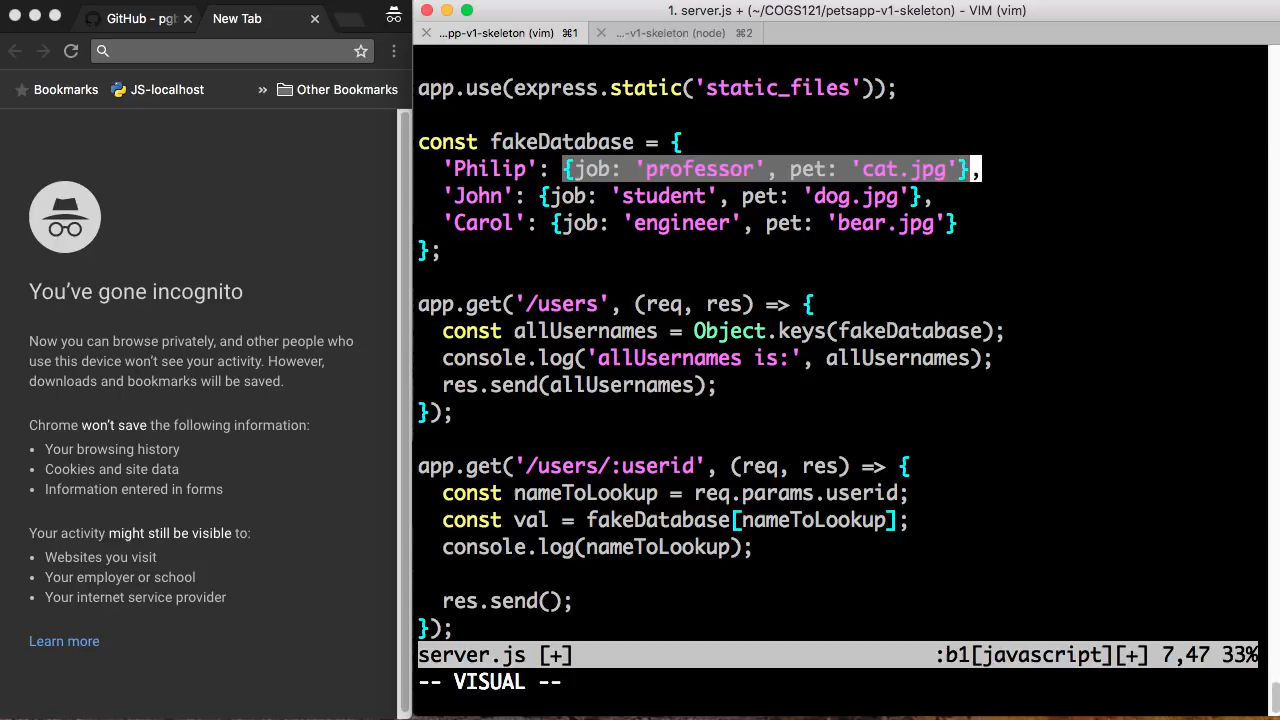 GitHub - pgb
New Tab
Bookmarks
JS-localhost
»
Other Bookmarks
You've gone incognito
Now you can browse privately, and other people who
use this device won't see your activity. However,
downloads and bookmarks will be saved.
Chrome won't save the following information:
• Your browsing history
• Cookies and site data
• Information entered in forms
Your activity might still be visible to:
• Websites you visit
• Your employer or school
• Your internet service provider
Learn more
1. server.js + (~/COGS121/petsapp-v1-skeleton) - VIM (vim)
...pp-v1-skeleton (vim) ⌘1
...-v1-skeleton (node) ⌘2
app.use(express.static('static_files'));
const fakeDatabase = {
  'Philip': {job: 'professor', pet: 'cat.jpg'},
  'John': {job: 'student', pet: 'dog.jpg'},
  'Carol': {job: 'engineer', pet: 'bear.jpg'}
};
app.get('/users', (req, res) => {
  const allUsernames = Object.keys(fakeDatabase);
  console.log('allUsernames is:', allUsernames);
  res.send(allUsernames);
});
app.get('/users/:userid', (req, res) => {
  const nameToLookup = req.params.userid;
  const val = fakeDatabase[nameToLookup];
  console.log(nameToLookup);
  res.send();
});
server.js [+] :b1[javascript][+] 7,47 33%
-- VISUAL --